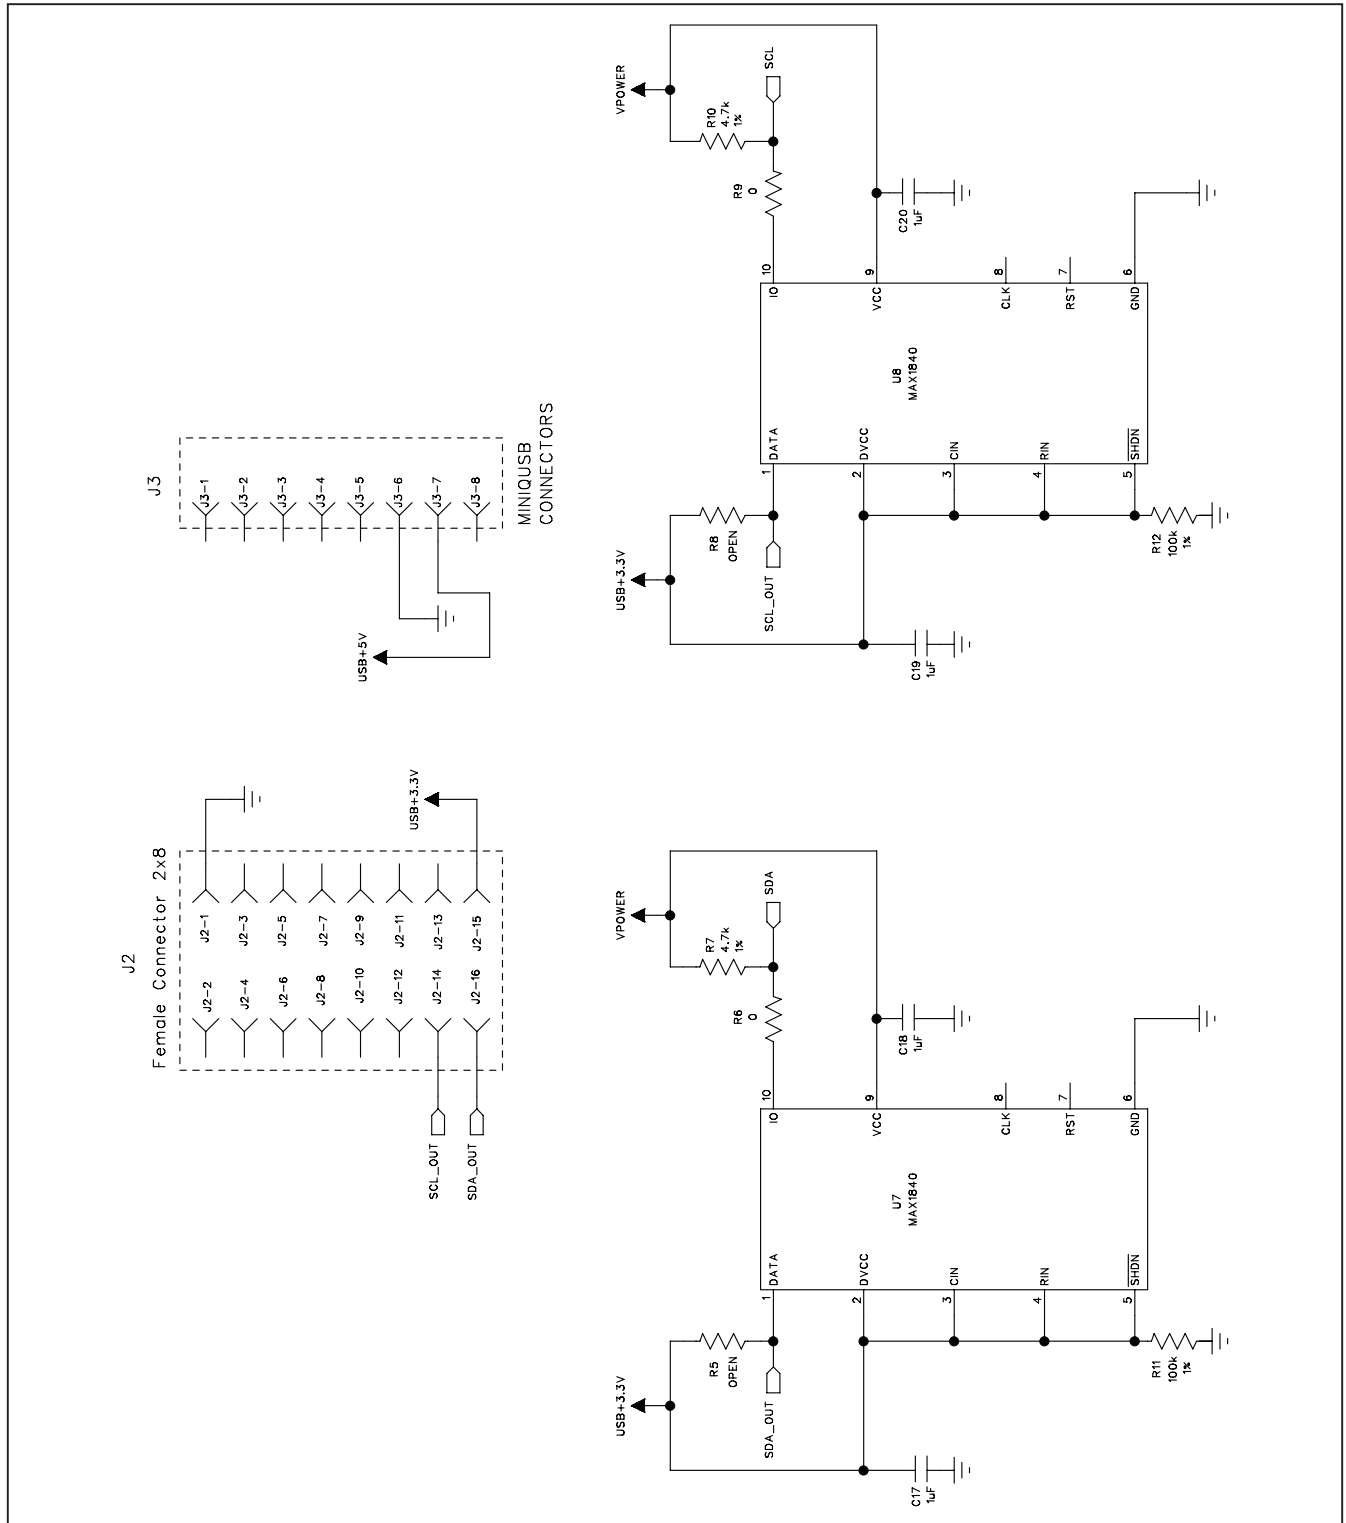 J2
Female Connector 2x8
J2-2
J2-1
J2-4
J2-3
J2-6
J2-5
J2-8
J2-7
J2-10
J2-9
J2-12
J2-11
J2-14
J2-13
J2-16
J2-15
SCL_OUT
SDA_OUT
USB+3.3V
J3
J3-1
J3-2
J3-3
J3-4
J3-5
J3-6
J3-7
J3-8
MINIQUSB
CONNECTORS
USB+5V
USB+3.3V
R5
OPEN
SDA_OUT
C17
1uF
R11
100k
1%
1
DATA
2
DVCC
3
CIN
4
RIN
5
SHDN
U7
MAX1840
10
IO
9
VCC
8
CLK
7
RST
6
GND
VPOWER
R7
4.7k
1%
SDA
R6
0
C18
1uF
USB+3.3V
R8
OPEN
SCL_OUT
C19
1uF
R12
100k
1%
1
DATA
2
DVCC
3
CIN
4
RIN
5
SHDN
U8
MAX1840
10
IO
9
VCC
8
CLK
7
RST
6
GND
VPOWER
R10
4.7k
1%
SCL
R9
0
C20
1uF